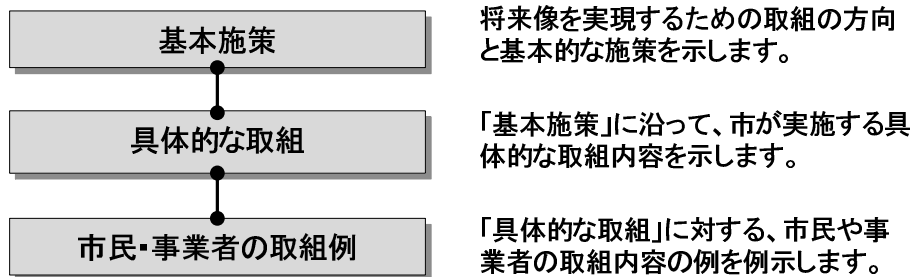 基本施策
将来像を実現するための取組の方向
と基本的な施策を示します。
具体的な取組
「基本施策」に沿って、市が実施する具
体的な取組内容を示します。
市民・事業者の取組例
「具体的な取組」に対する、市民や事
業者の取組内容の例を例示します。